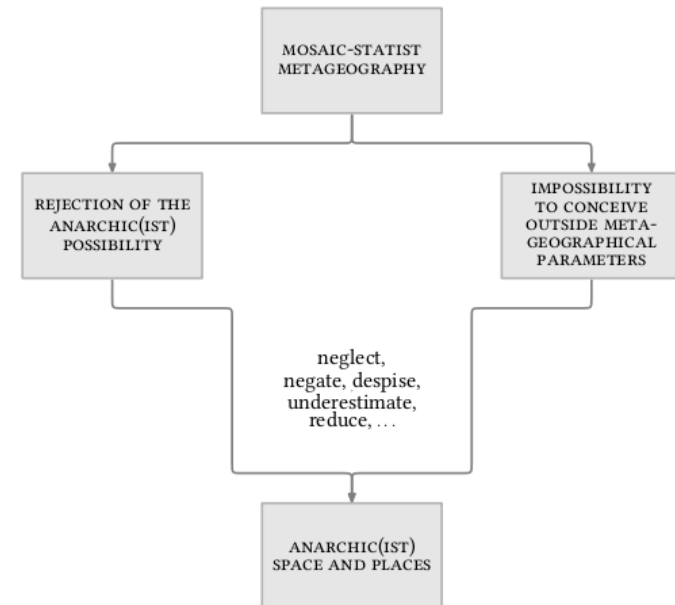 MOSAIC-STATIST
METAGEOGRAPHY
REJECTION OF THE
ANARCHIC(IST)
POSSIBILITY
IMPOSSIBILITY
TO CONCEIVE
OUTSIDE META-
GEOGRAPHICAL
PARAMETERS
neglect,
negate, despise,
underestimate,
reduce, …
ANARCHIC(IST)
SPACE AND PLACES